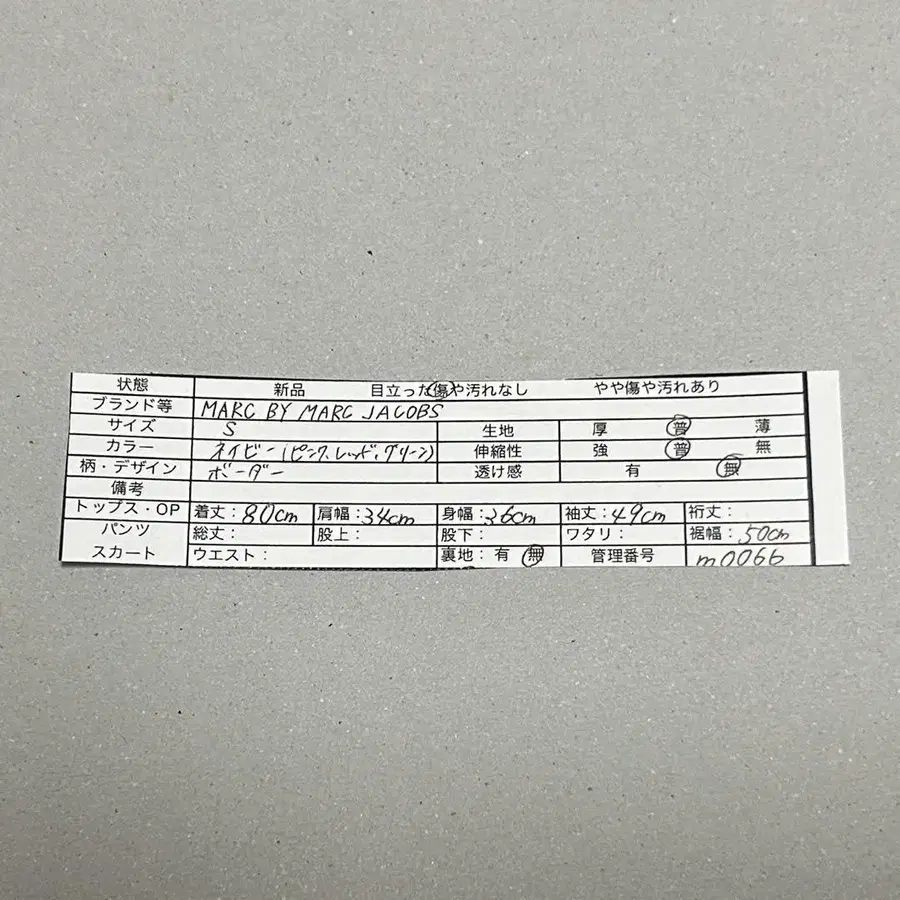 状態 新品 目立った傷や汚れなし やや傷や汚れあり
ブランド等 MARC BY MARC JACOBS
サイズ S 生地 厚 普 薄
カラー ネイビー(ピンク、レッド、グリーン) 伸縮性 強 普 無
柄・デザイン ボーダー 透け感 有 無
備考
トップス・OP 着丈:80cm 肩幅:34cm 身幅:36cm 袖丈:49cm 裄丈:
パンツ 総丈: 股上: 股下: ワタリ: 裾幅:50cm
スカート ウエスト: 裏地:有 無 管理番号 m0066